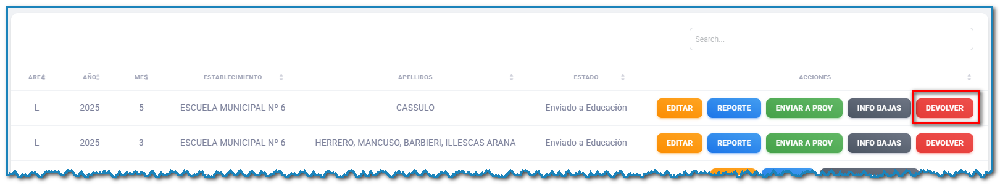 Search...
AREA AÑO MES ESTABLECIMIENTO APELLIDOS ESTADO ACCIONES
L 2025 5 ESCUELA MUNICIPAL Nº 6 CASSULO Enviado a Educación EDITAR REPORTE ENVIAR A PROV INFO BAJAS DEVOLVER
L 2025 3 ESCUELA MUNICIPAL Nº 6 HERRERO, MANCUSO, BARBIERI, ILLESCAS ARANA Enviado a Educación EDITAR REPORTE ENVIAR A PROV INFO BAJAS DEVOLVER